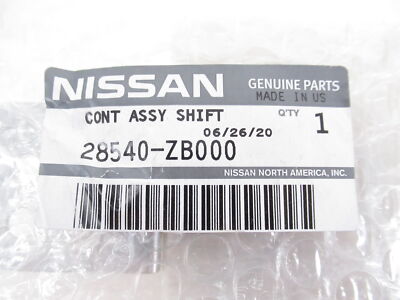 NISSAN GENUINE PARTS
MADE IN US
CONT ASSY SHIFT Q'TY 1
06/26/20
28540-ZB000
NISSAN NORTH AMERICA, INC.